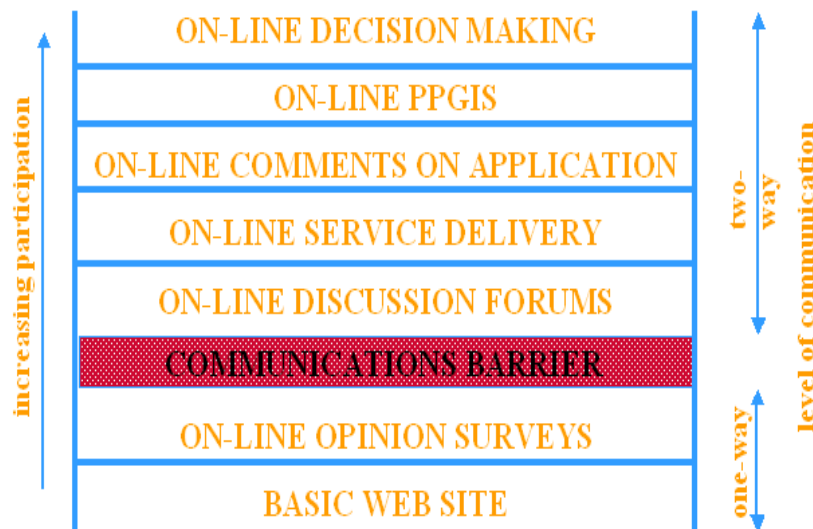 ON-LINE DECISION MAKING
ON-LINE PPGIS
ON-LINE COMMENTS ON APPLICATION
ON-LINE SERVICE DELIVERY
ON-LINE DISCUSSION FORUMS
COMMUNICATIONS BARRIER
ON-LINE OPINION SURVEYS
BASIC WEB SITE
increasing participation
two-
way
one-way
level of communication